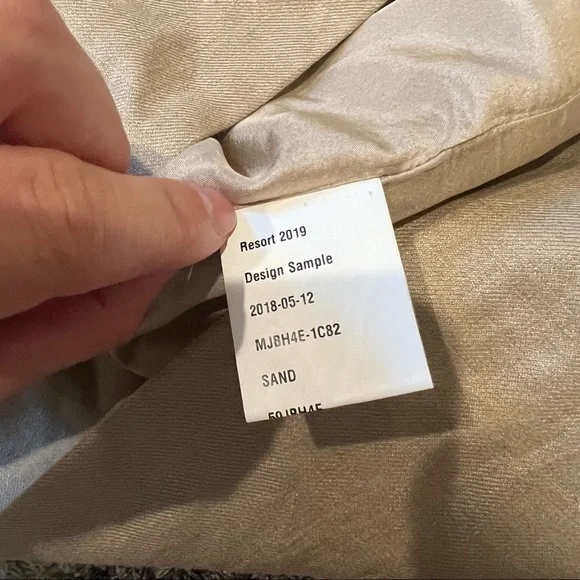 Resort 2019
Design Sample
2018-05-12
MJBH4E-1C82
SAND